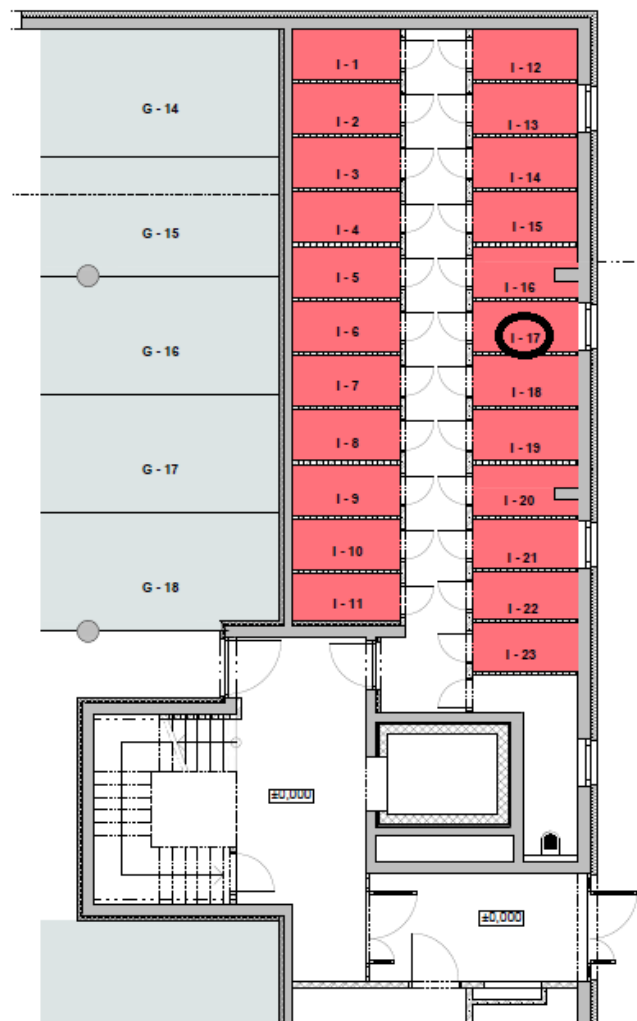 G - 14
G - 15
G - 16
G - 17
G - 18
I - 1
I - 2
I - 3
I - 4
I - 5
I - 6
I - 7
I - 8
I - 9
I - 10
I - 11
I - 12
I - 13
I - 14
I - 15
I - 16
I - 17
I - 18
I - 19
I - 20
I - 21
I - 22
I - 23
±0,000
±0,000